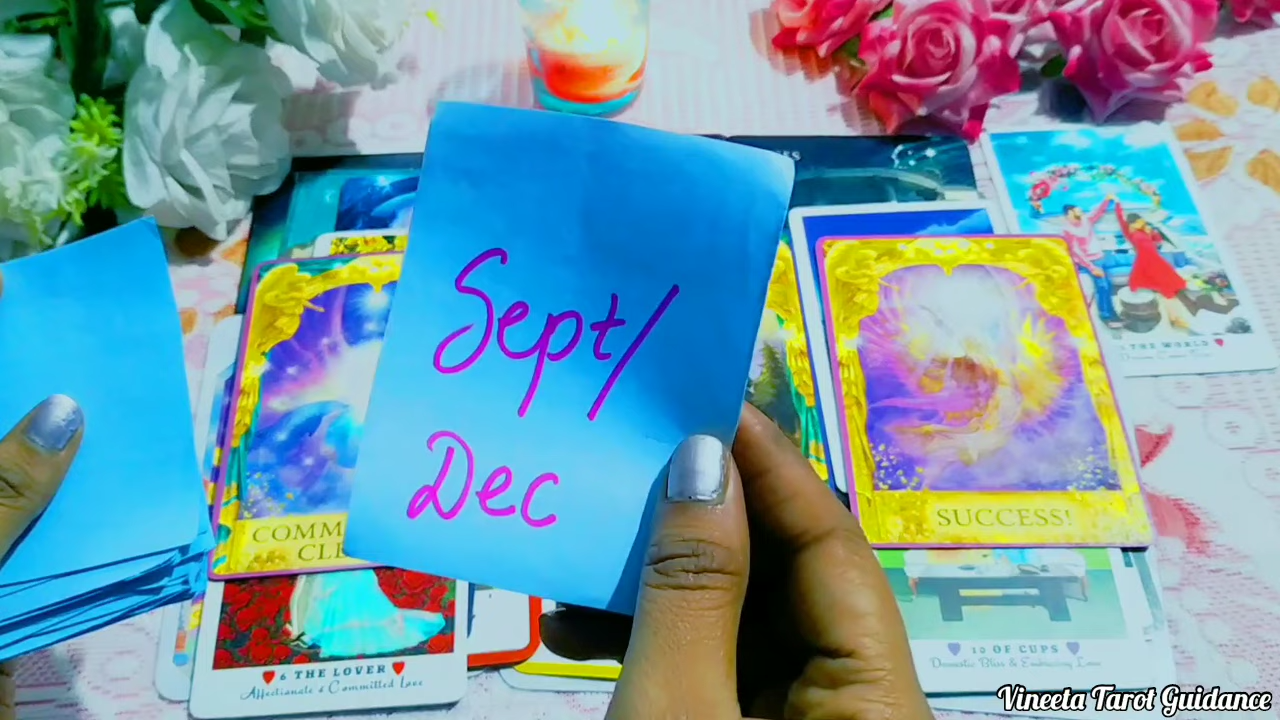 Sept/
Dec
COMM
CLE
SUCCESS!
THE WORLD
6 THE LOVER
Affectionate & Committed Love
10 OF CUPS
Domestic Bliss & Enduring Love
Vineeta Tarot Guidance